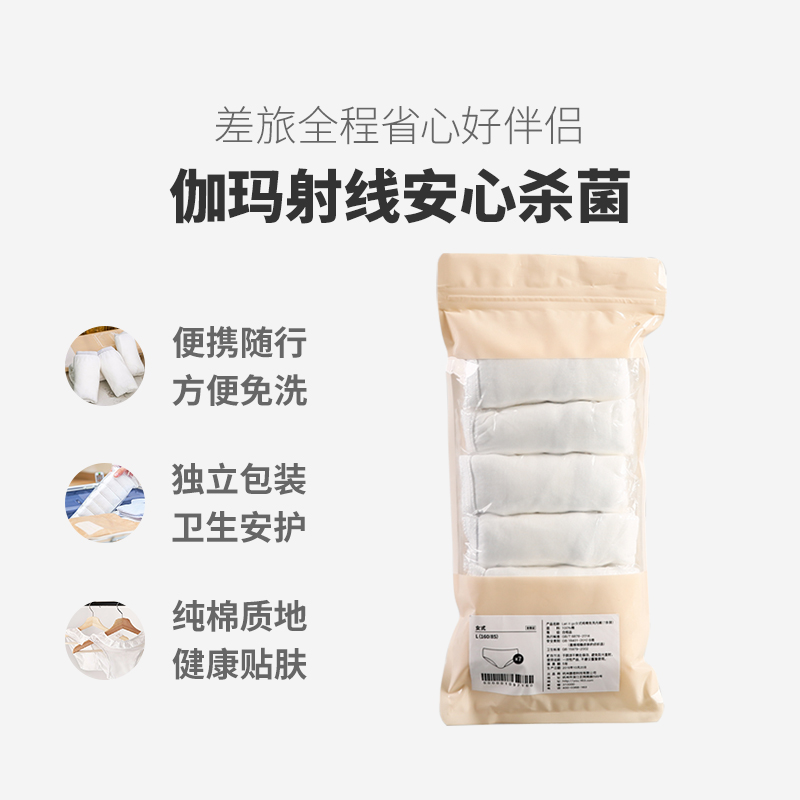 差旅全程省心好伴侣
伽玛射线安心杀菌
便携随行
方便免洗
独立包装
卫生安护
纯棉质地
健康贴肤
女式
L(160/85)